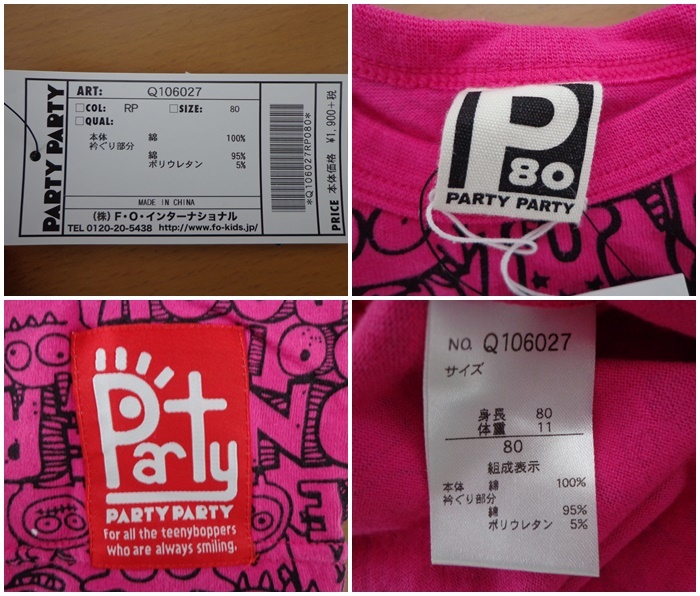 PARTY PARTY
ART: Q106027
COL: RP SIZE: 80
QUAL:
本体 綿 100%
衿ぐり部分
綿 95%
ポリウレタン 5%
MADE IN CHINA
(株)F・O・インターナショナル
TEL 0120-20-5438 http://www.fo-kids.jp/
*Q106027RP080*
PRICE 本体価格 ¥1,900+税
P
80
PARTY PARTY
Party
PARTY PARTY
For all the teenyboppers
who are always smiling.
NO. Q106027
サイズ
身長 80
体重 11
80
組成表示
本体 綿 100%
衿ぐり部分
綿 95%
ポリウレタン 5%